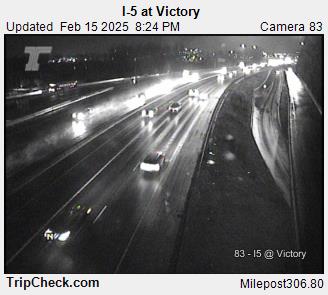 I-5 at Victory
Updated Feb 15 2025 8:24 PM Camera 83
T
83 - I5 @ Victory
TripCheck.com Milepost306.80